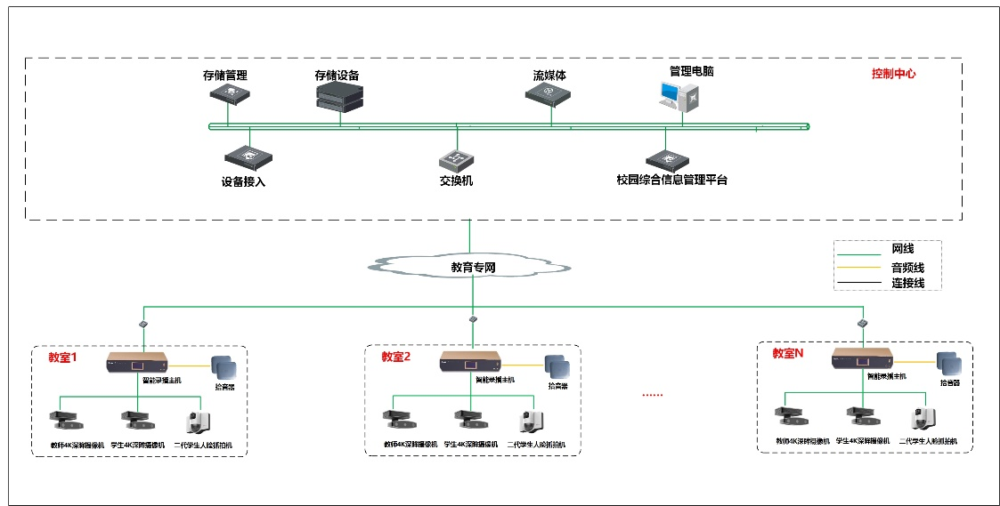 存储管理
存储设备
流媒体
管理电脑
控制中心
设备接入
交换机
校园综合信息管理平台
教育专网
网线
音频线
连接线
教室1
智能录播主机
拾音器
教师4K深眸摄像机
学生4K深眸摄像机
二代学生人脸抓拍机
教室2
智能录播主机
拾音器
教师4K深眸摄像机
学生4K深眸摄像机
二代学生人脸抓拍机
......
教室N
智能录播主机
拾音器
教师4K深眸摄像机
学生4K深眸摄像机
二代学生人脸抓拍机